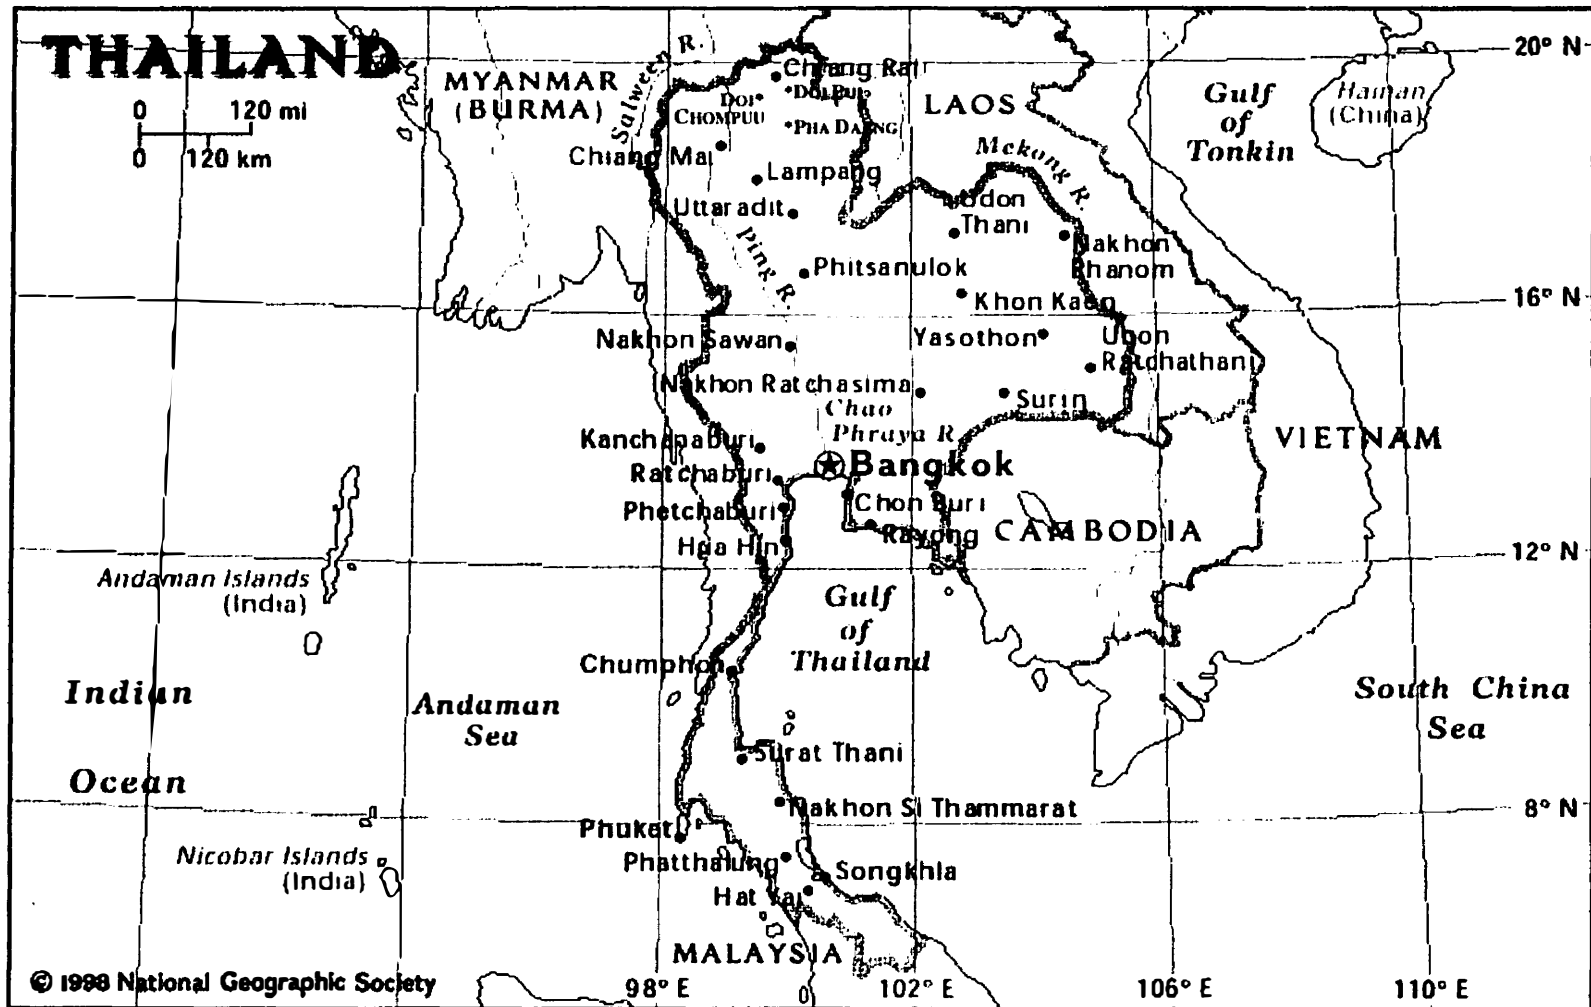 THAILAND
0 120 mi
0 120 km
MYANMAR
(BURMA)
Salween R.
Chiang Rai
DOI
CHOMPUU
DOI PUI
PHA DAENG
LAOS
Gulf
of
Tonkin
Hainan
(China)
20° N
Chiang Mai
Lampang
Mekong R.
Uttaradit
Udon
Thani
Nakhon
Phanom
Ping R.
Phitsanulok
Khon Kaen
16° N
Nakhon Sawan
Yasothon
Ubon
Ratchathani
Nakhon Ratchasima
Surin
Chao
Phraya R
Kanchanaburi
VIETNAM
Bangkok
Ratchaburi
Chon Buri
Phetchaburi
Rayong
CAMBODIA
Hua Hin
12° N
Andaman Islands
(India)
Gulf
of
Thailand
Chumphon
Indian
Ocean
Andaman
Sea
South China
Sea
Surat Thani
Nakhon Si Thammarat
8° N
Phuket
Nicobar Islands
(India)
Phatthalung
Songkhla
Hat Yai
MALAYSIA
© 1998 National Geographic Society
98° E
102° E
106° E
110° E